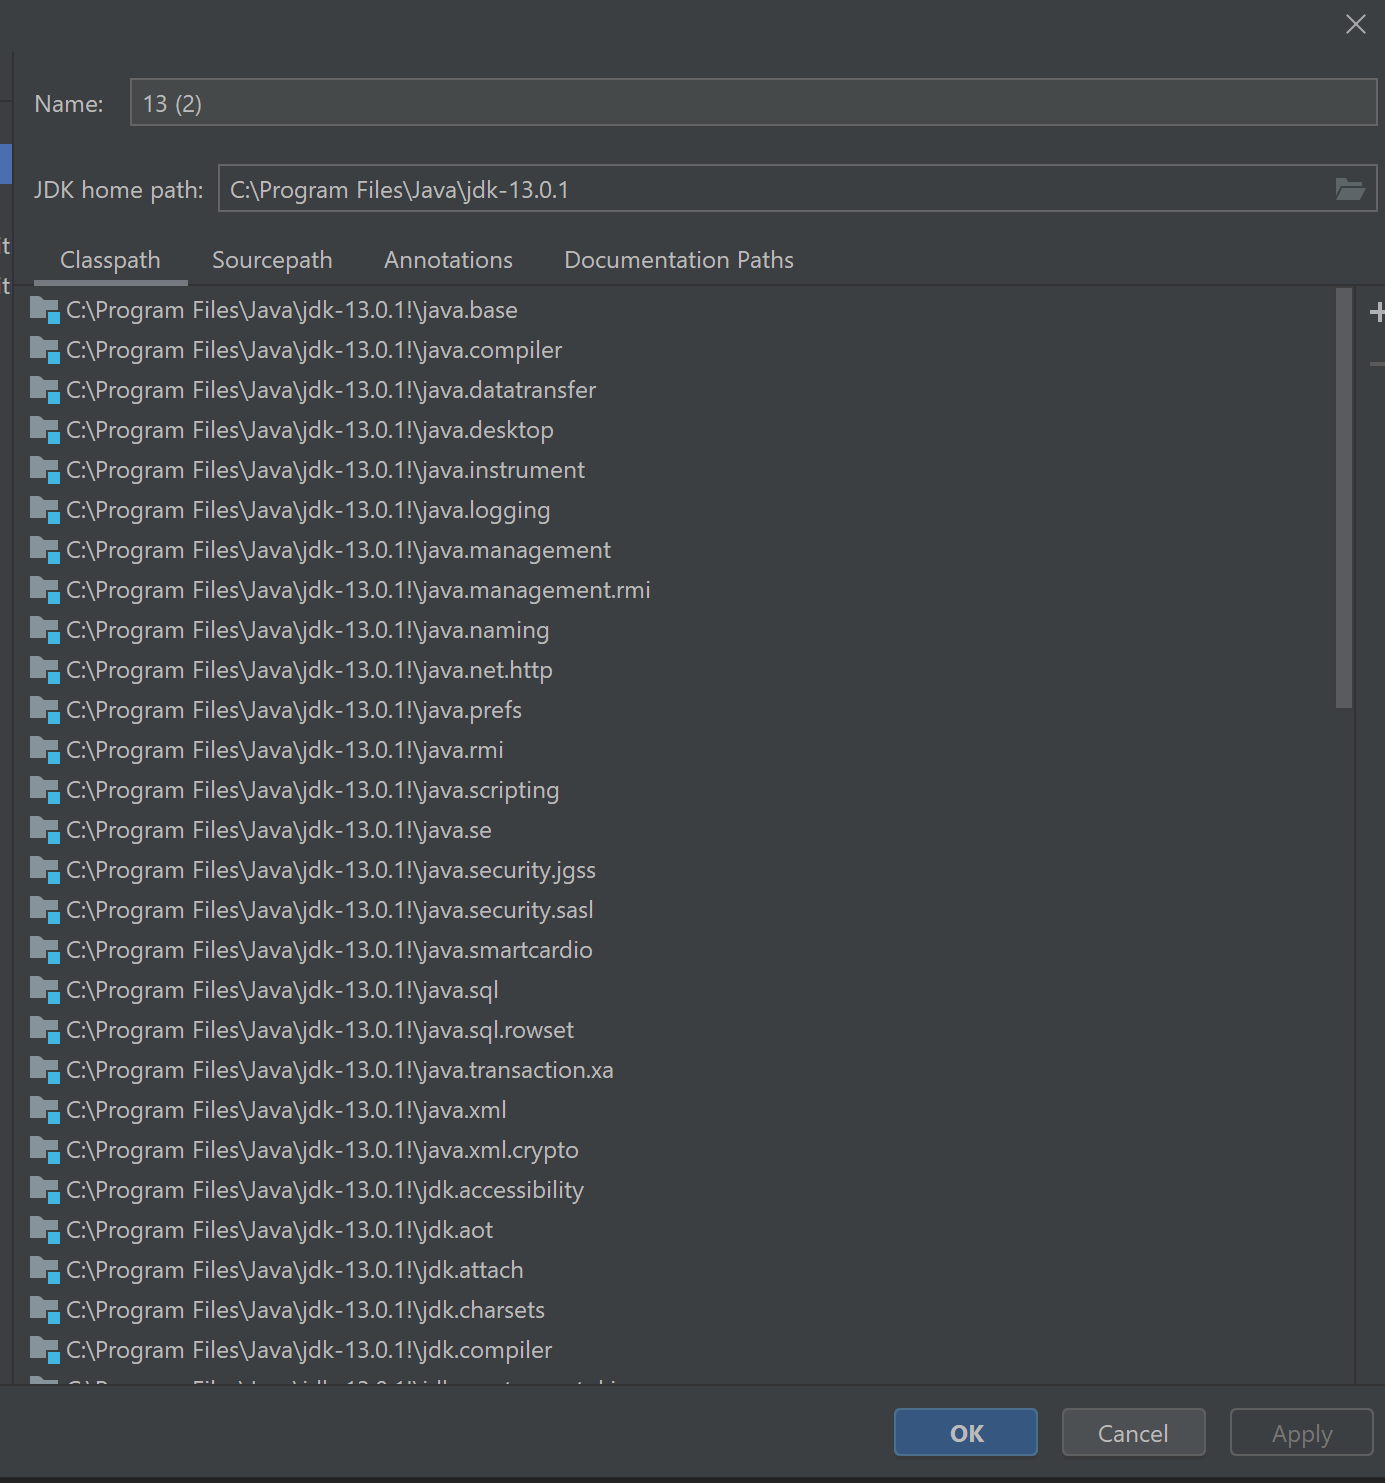 Name: 13 (2)
JDK home path: C:\Program Files\Java\jdk-13.0.1
it
it
Classpath Sourcepath Annotations Documentation Paths
C:\Program Files\Java\jdk-13.0.1!\java.base
C:\Program Files\Java\jdk-13.0.1!\java.compiler
C:\Program Files\Java\jdk-13.0.1!\java.datatransfer
C:\Program Files\Java\jdk-13.0.1!\java.desktop
C:\Program Files\Java\jdk-13.0.1!\java.instrument
C:\Program Files\Java\jdk-13.0.1!\java.logging
C:\Program Files\Java\jdk-13.0.1!\java.management
C:\Program Files\Java\jdk-13.0.1!\java.management.rmi
C:\Program Files\Java\jdk-13.0.1!\java.naming
C:\Program Files\Java\jdk-13.0.1!\java.net.http
C:\Program Files\Java\jdk-13.0.1!\java.prefs
C:\Program Files\Java\jdk-13.0.1!\java.rmi
C:\Program Files\Java\jdk-13.0.1!\java.scripting
C:\Program Files\Java\jdk-13.0.1!\java.se
C:\Program Files\Java\jdk-13.0.1!\java.security.jgss
C:\Program Files\Java\jdk-13.0.1!\java.security.sasl
C:\Program Files\Java\jdk-13.0.1!\java.smartcardio
C:\Program Files\Java\jdk-13.0.1!\java.sql
C:\Program Files\Java\jdk-13.0.1!\java.sql.rowset
C:\Program Files\Java\jdk-13.0.1!\java.transaction.xa
C:\Program Files\Java\jdk-13.0.1!\java.xml
C:\Program Files\Java\jdk-13.0.1!\java.xml.crypto
C:\Program Files\Java\jdk-13.0.1!\jdk.accessibility
C:\Program Files\Java\jdk-13.0.1!\jdk.aot
C:\Program Files\Java\jdk-13.0.1!\jdk.attach
C:\Program Files\Java\jdk-13.0.1!\jdk.charsets
C:\Program Files\Java\jdk-13.0.1!\jdk.compiler
OK Cancel Apply